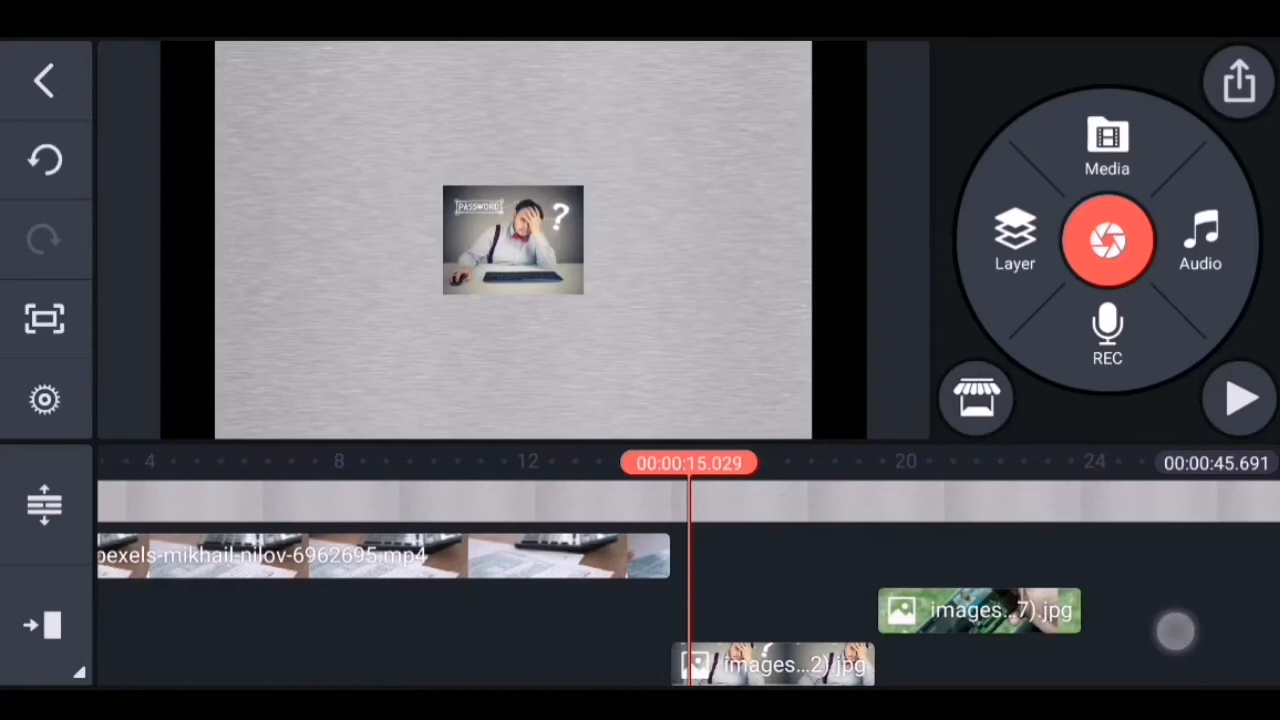 Media
Layer
Audio
REC
PASSWORD
?
4
8
12
00:00:15.029
20
24
00:00:45.691
pexels-mikhail-nilov-6962695.mp4
images...7).jpg
images...2).jpg